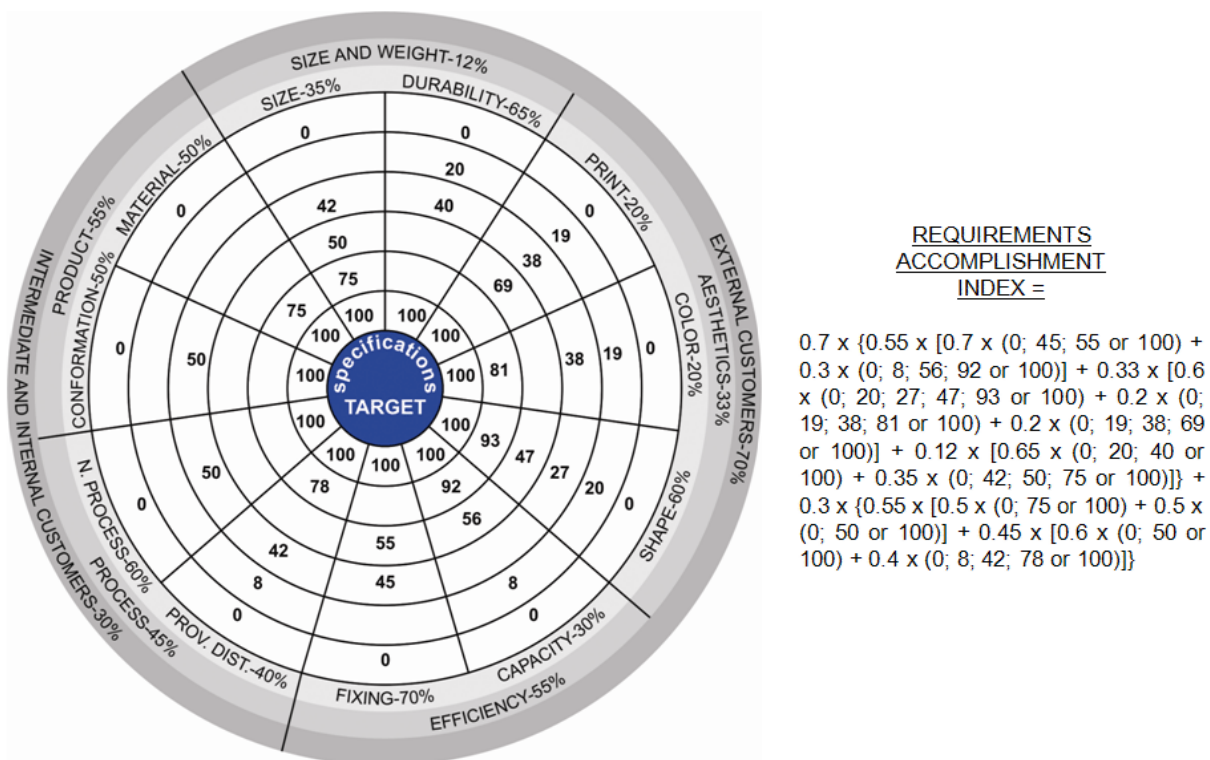 SIZE AND WEIGHT-12%
SIZE-35%
0
42
50
75
100
DURABILITY-65%
0
20
40
100
EXTERNAL CUSTOMERS-70%
AESTHETICS-33%
PRINT-20%
0
19
38
69
100
COLOR-20%
0
19
38
81
100
SHAPE-60%
0
20
27
47
93
100
EFFICIENCY-55%
CAPACITY-30%
0
8
56
92
100
FIXING-70%
0
45
55
100
INTERMEDIATE AND INTERNAL CUSTOMERS-30%
PROCESS-45%
PROV. DIST.-40%
0
8
42
78
100
N. PROCESS-60%
0
50
100
PRODUCT-55%
CONFORMATION-50%
0
50
100
MATERIAL-50%
0
75
100
specifications
TARGET
REQUIREMENTS
ACCOMPLISHMENT
INDEX =
0.7 x {0.55 x [0.7 x (0; 45; 55 or 100) +
0.3 x (0; 8; 56; 92 or 100)] + 0.33 x [0.6
x (0; 20; 27; 47; 93 or 100) + 0.2 x (0;
19; 38; 81 or 100) + 0.2 x (0; 19; 38; 69
or 100)] + 0.12 x [0.65 x (0; 20; 40 or
100) + 0.35 x (0; 42; 50; 75 or 100)]} +
0.3 x {0.55 x [0.5 x (0; 75 or 100) + 0.5 x
(0; 50 or 100)] + 0.45 x [0.6 x (0; 50 or
100) + 0.4 x (0; 8; 42; 78 or 100)]}